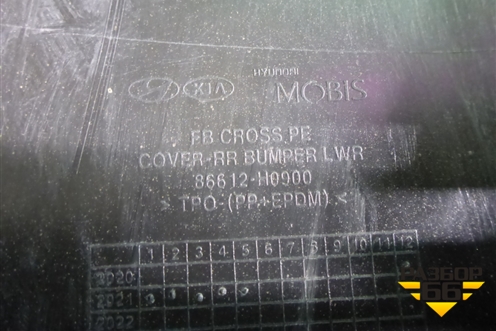 HYUNDAI
KIA MOBIS
FB CROSS PE
COVER-RR BUMPER LWR
86612-H0900
> TPO (PP+EPDM) <
1 2 3 4 5 6 7 8 9 10 11 12
2020
2021
2022
РАЗБОР
66